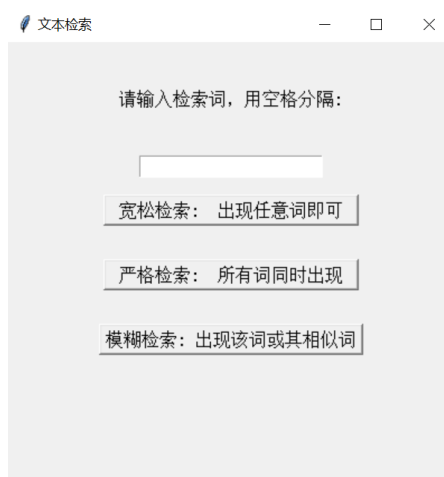 文本检索
请输入检索词，用空格分隔:
宽松检索： 出现任意词即可
严格检索： 所有词同时出现
模糊检索：出现该词或其相似词